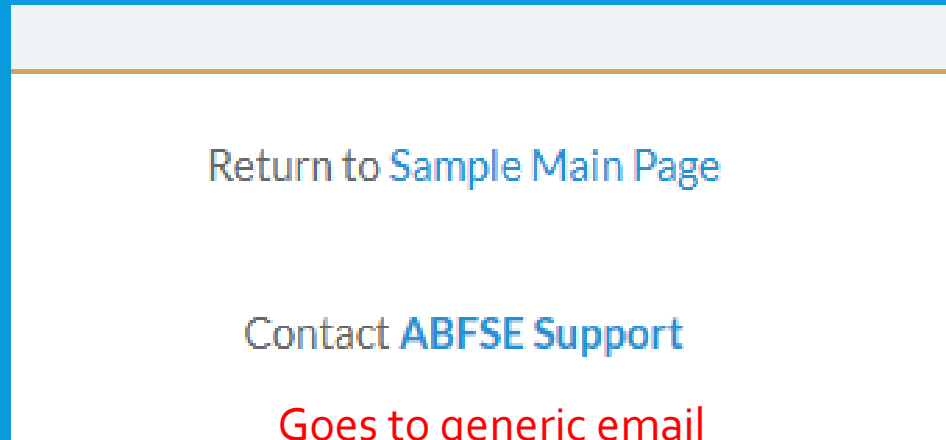 Return to Sample Main Page
Contact ABFSE Support
Goes to generic email